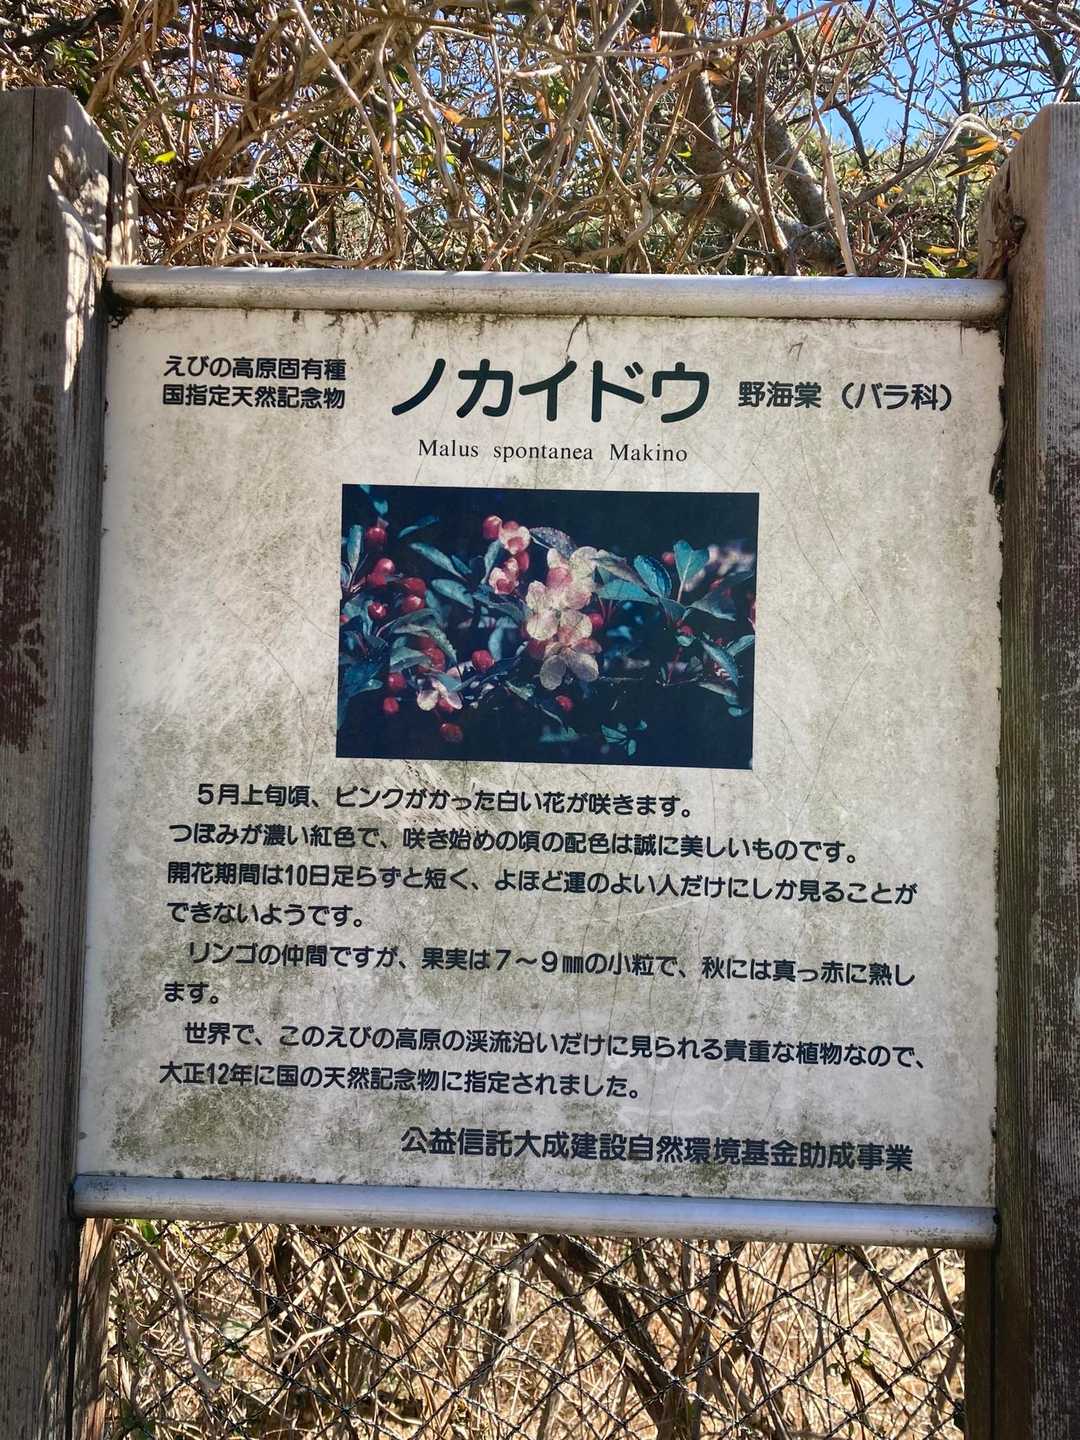 えびの高原固有種
国指定天然記念物
ノカイドウ 野海棠（バラ科）
Malus spontanea Makino
５月上旬頃、ピンクがかった白い花が咲きます。
つぼみが濃い紅色で、咲き始めの頃の配色は誠に美しいものです。
開花期間は10日足らずと短く、よほど運のよい人だけにしか見ることが
できないようです。
リンゴの仲間ですが、果実は７～９㎜の小粒で、秋には真っ赤に熟し
ます。
世界で、このえびの高原の渓流沿いだけに見られる貴重な植物なので、
大正12年に国の天然記念物に指定されました。
公益信託大成建設自然環境基金助成事業